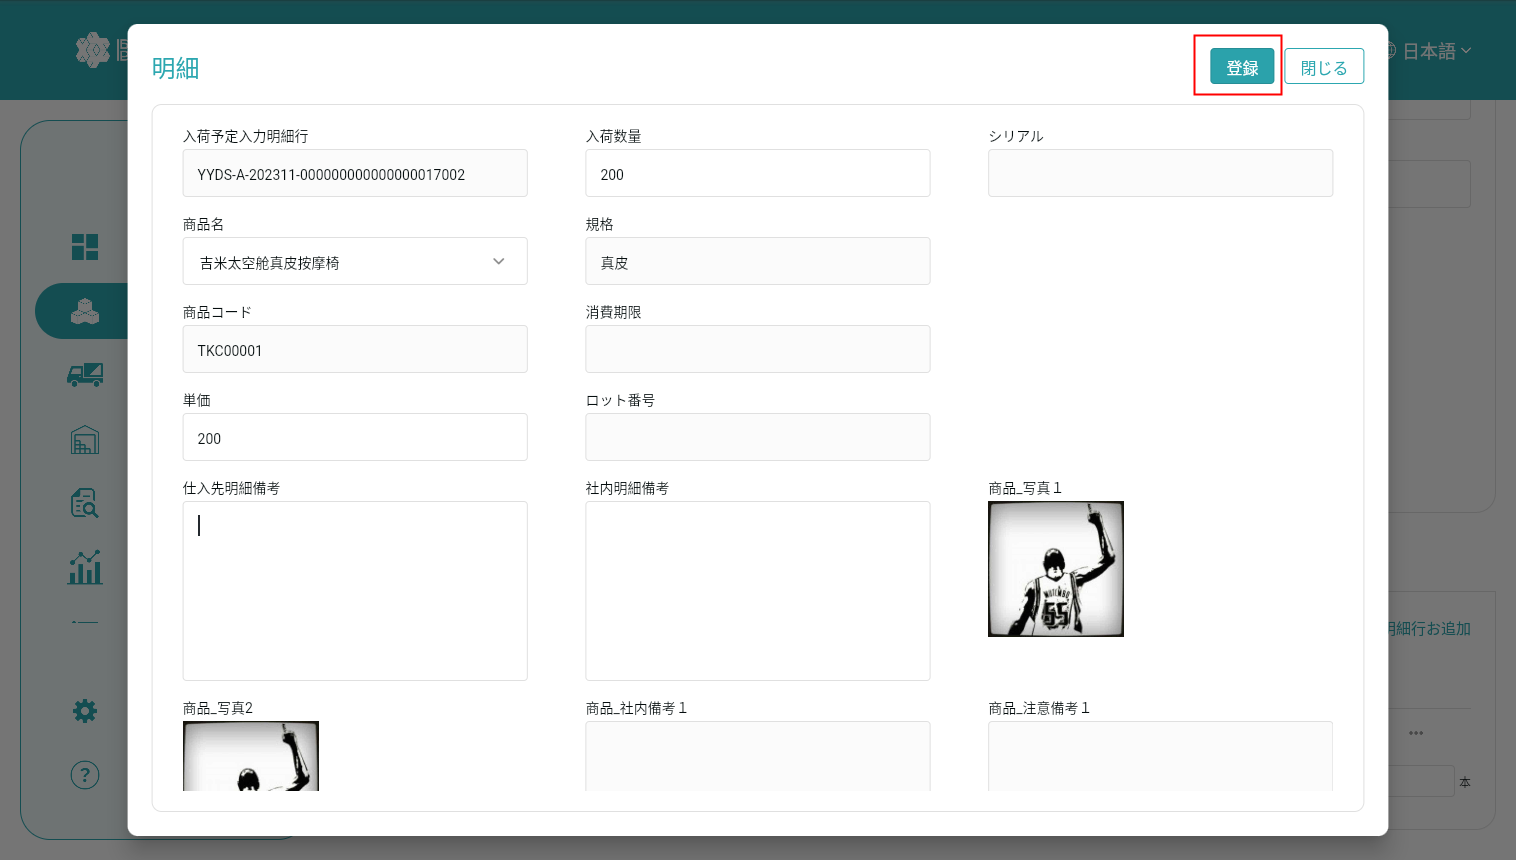 日本語
明細
登録
閉じる
入荷予定入力明細行
入荷数量
シリアル
YYDS-A-202311-000000000000000017002
200
商品名
規格
吉米太空舱真皮按摩椅
真皮
商品コード
消費期限
TKC00001
単価
ロット番号
200
仕入先明細備考
社内明細備考
商品_写真１
MUTOMBO
55
明細行お追加
商品_写真2
商品_社内備考１
商品_注意備考１
本